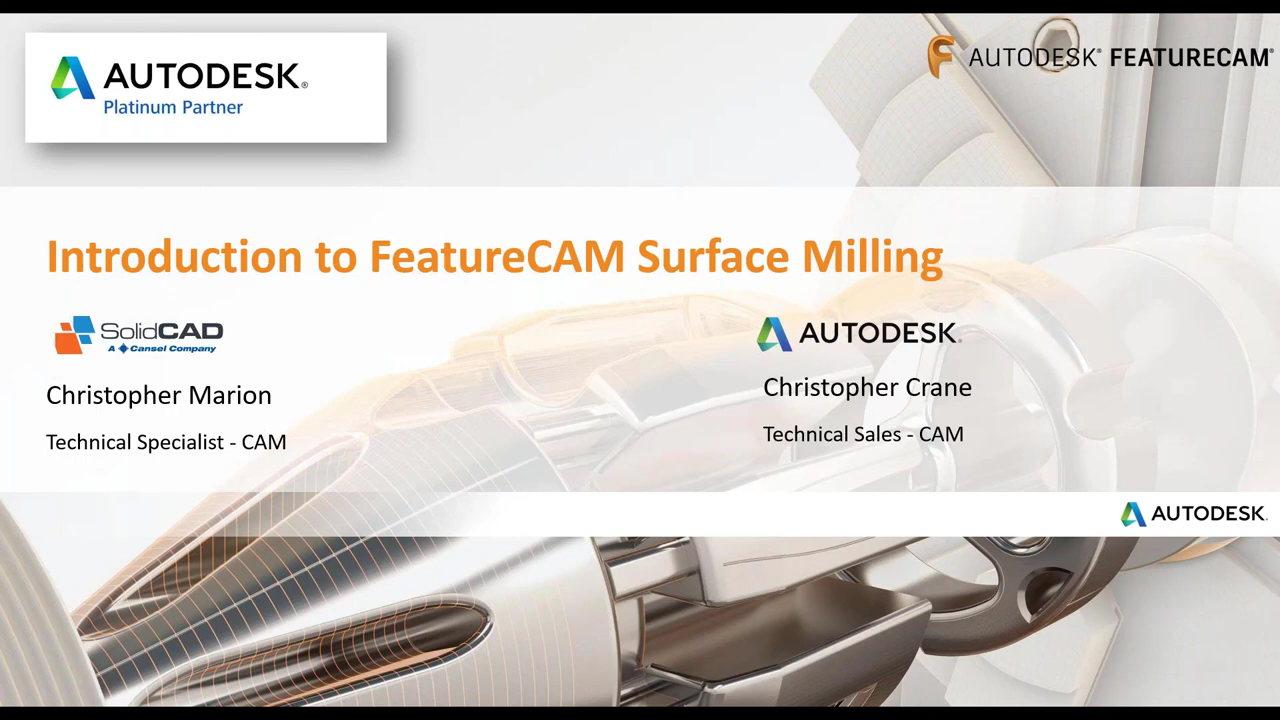 AUTODESK®
Platinum Partner
AUTODESK® FEATURECAM®
Introduction to FeatureCAM Surface Milling
SolidCAD
A Cansel Company
Christopher Marion
Technical Specialist - CAM
AUTODESK®
Christopher Crane
Technical Sales - CAM
AUTODESK®